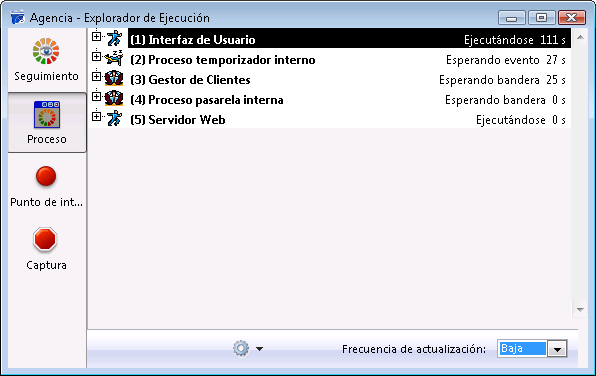 Agencia - Explorador de Ejecución
Seguimiento
Proceso
Punto de int...
Captura
(1) Interfaz de Usuario Ejecutándose 111 s
(2) Proceso temporizador interno Esperando evento 27 s
(3) Gestor de Clientes Esperando bandera 25 s
(4) Proceso pasarela interna Esperando bandera 0 s
(5) Servidor Web Ejecutándose 0 s
Frecuencia de actualización: Baja